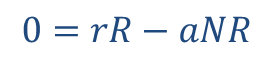 0 = rR − aNR